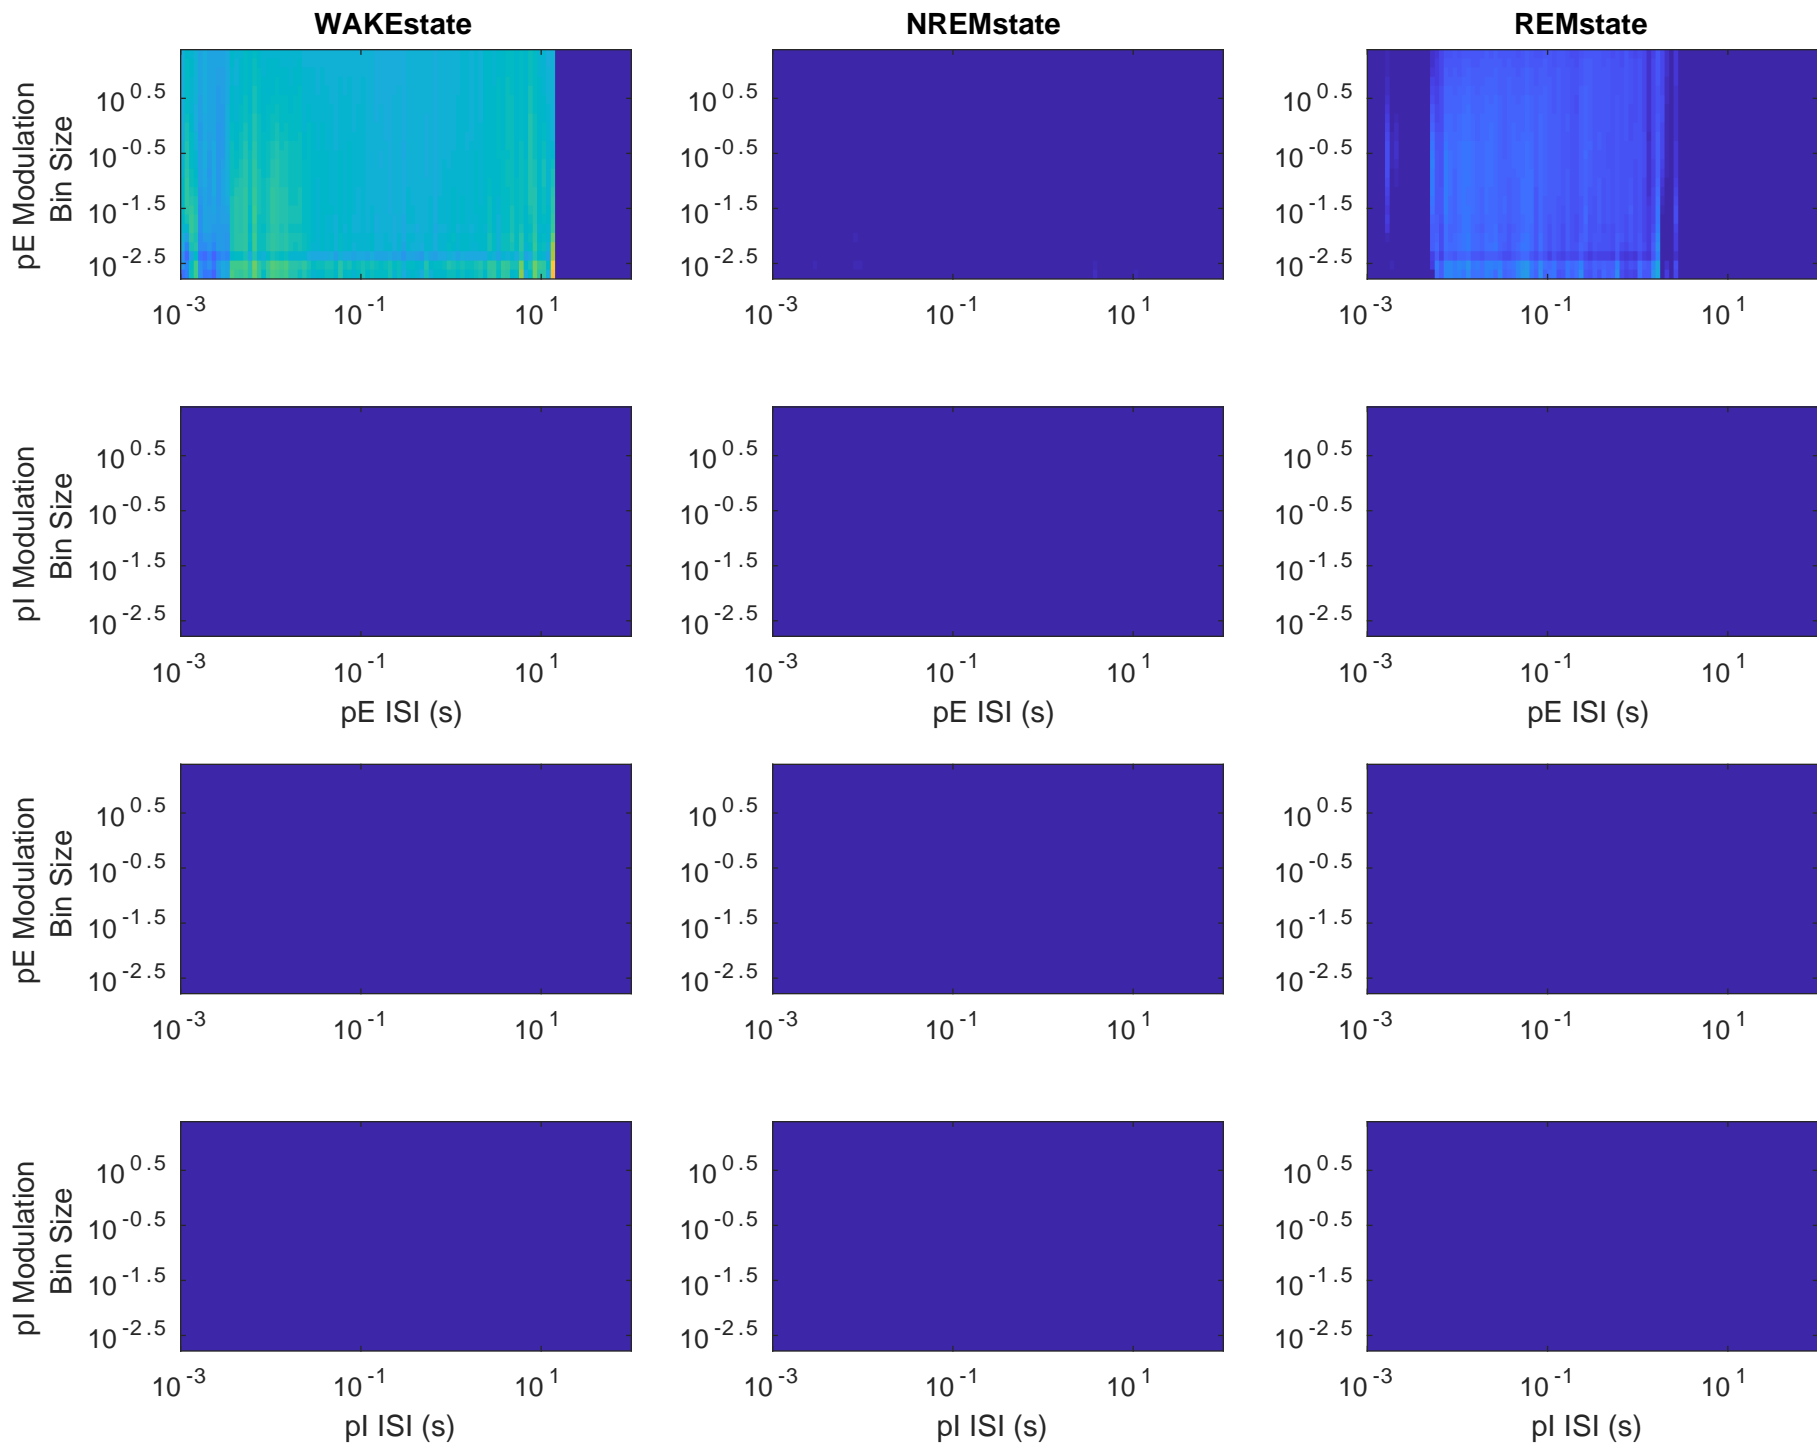 WAKEstate NREMstate REMstate
pE Modulation
Bin Size
10^0.5 10^0.5 10^0.5
10^-0.5 10^-0.5 10^-0.5
10^-1.5 10^-1.5 10^-1.5
10^-2.5 10^-2.5 10^-2.5
10^-3 10^-1 10^1 10^-3 10^-1 10^1 10^-3 10^-1 10^1
pI Modulation
Bin Size
10^0.5 10^0.5 10^0.5
10^-0.5 10^-0.5 10^-0.5
10^-1.5 10^-1.5 10^-1.5
10^-2.5 10^-2.5 10^-2.5
10^-3 10^-1 10^1 10^-3 10^-1 10^1 10^-3 10^-1 10^1
pE ISI (s) pE ISI (s) pE ISI (s)
pE Modulation
Bin Size
10^0.5 10^0.5 10^0.5
10^-0.5 10^-0.5 10^-0.5
10^-1.5 10^-1.5 10^-1.5
10^-2.5 10^-2.5 10^-2.5
10^-3 10^-1 10^1 10^-3 10^-1 10^1 10^-3 10^-1 10^1
pI Modulation
Bin Size
10^0.5 10^0.5 10^0.5
10^-0.5 10^-0.5 10^-0.5
10^-1.5 10^-1.5 10^-1.5
10^-2.5 10^-2.5 10^-2.5
10^-3 10^-1 10^1 10^-3 10^-1 10^1 10^-3 10^-1 10^1
pI ISI (s) pI ISI (s) pI ISI (s)